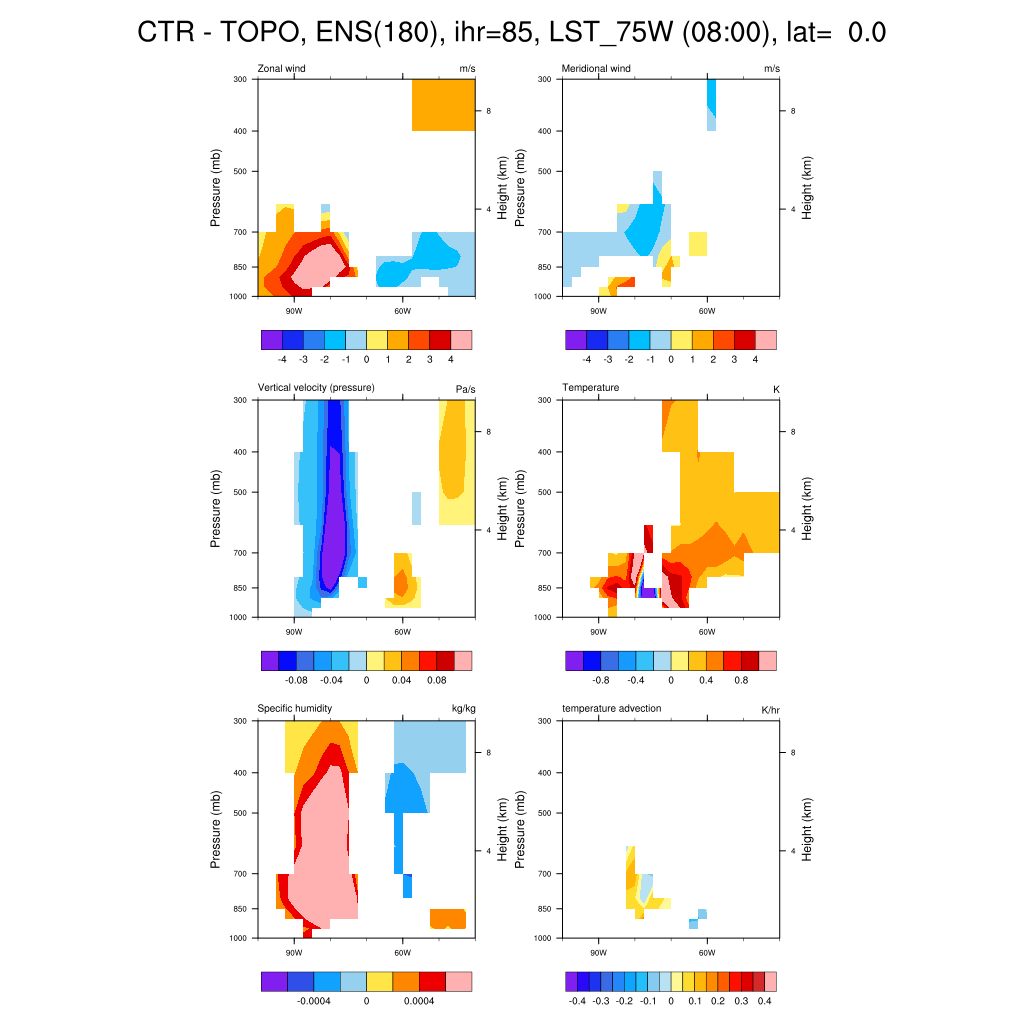 CTR - TOPO, ENS(180), ihr=85, LST_75W (08:00), lat=  0.0
Zonal wind m/s
Pressure (mb)
300
400
500
700
850
1000
8
4
Height (km)
90W 60W
-4 -3 -2 -1 0 1 2 3 4
Meridional wind m/s
Pressure (mb)
300
400
500
700
850
1000
8
4
Height (km)
90W 60W
-4 -3 -2 -1 0 1 2 3 4
Vertical velocity (pressure) Pa/s
Pressure (mb)
300
400
500
700
850
1000
8
4
Height (km)
90W 60W
-0.08 -0.04 0 0.04 0.08
Temperature K
Pressure (mb)
300
400
500
700
850
1000
8
4
Height (km)
90W 60W
-0.8 -0.4 0 0.4 0.8
Specific humidity kg/kg
Pressure (mb)
300
400
500
700
850
1000
8
4
Height (km)
90W 60W
-0.0004 0 0.0004
temperature advection K/hr
Pressure (mb)
300
400
500
700
850
1000
8
4
Height (km)
90W 60W
-0.4 -0.3 -0.2 -0.1 0 0.1 0.2 0.3 0.4